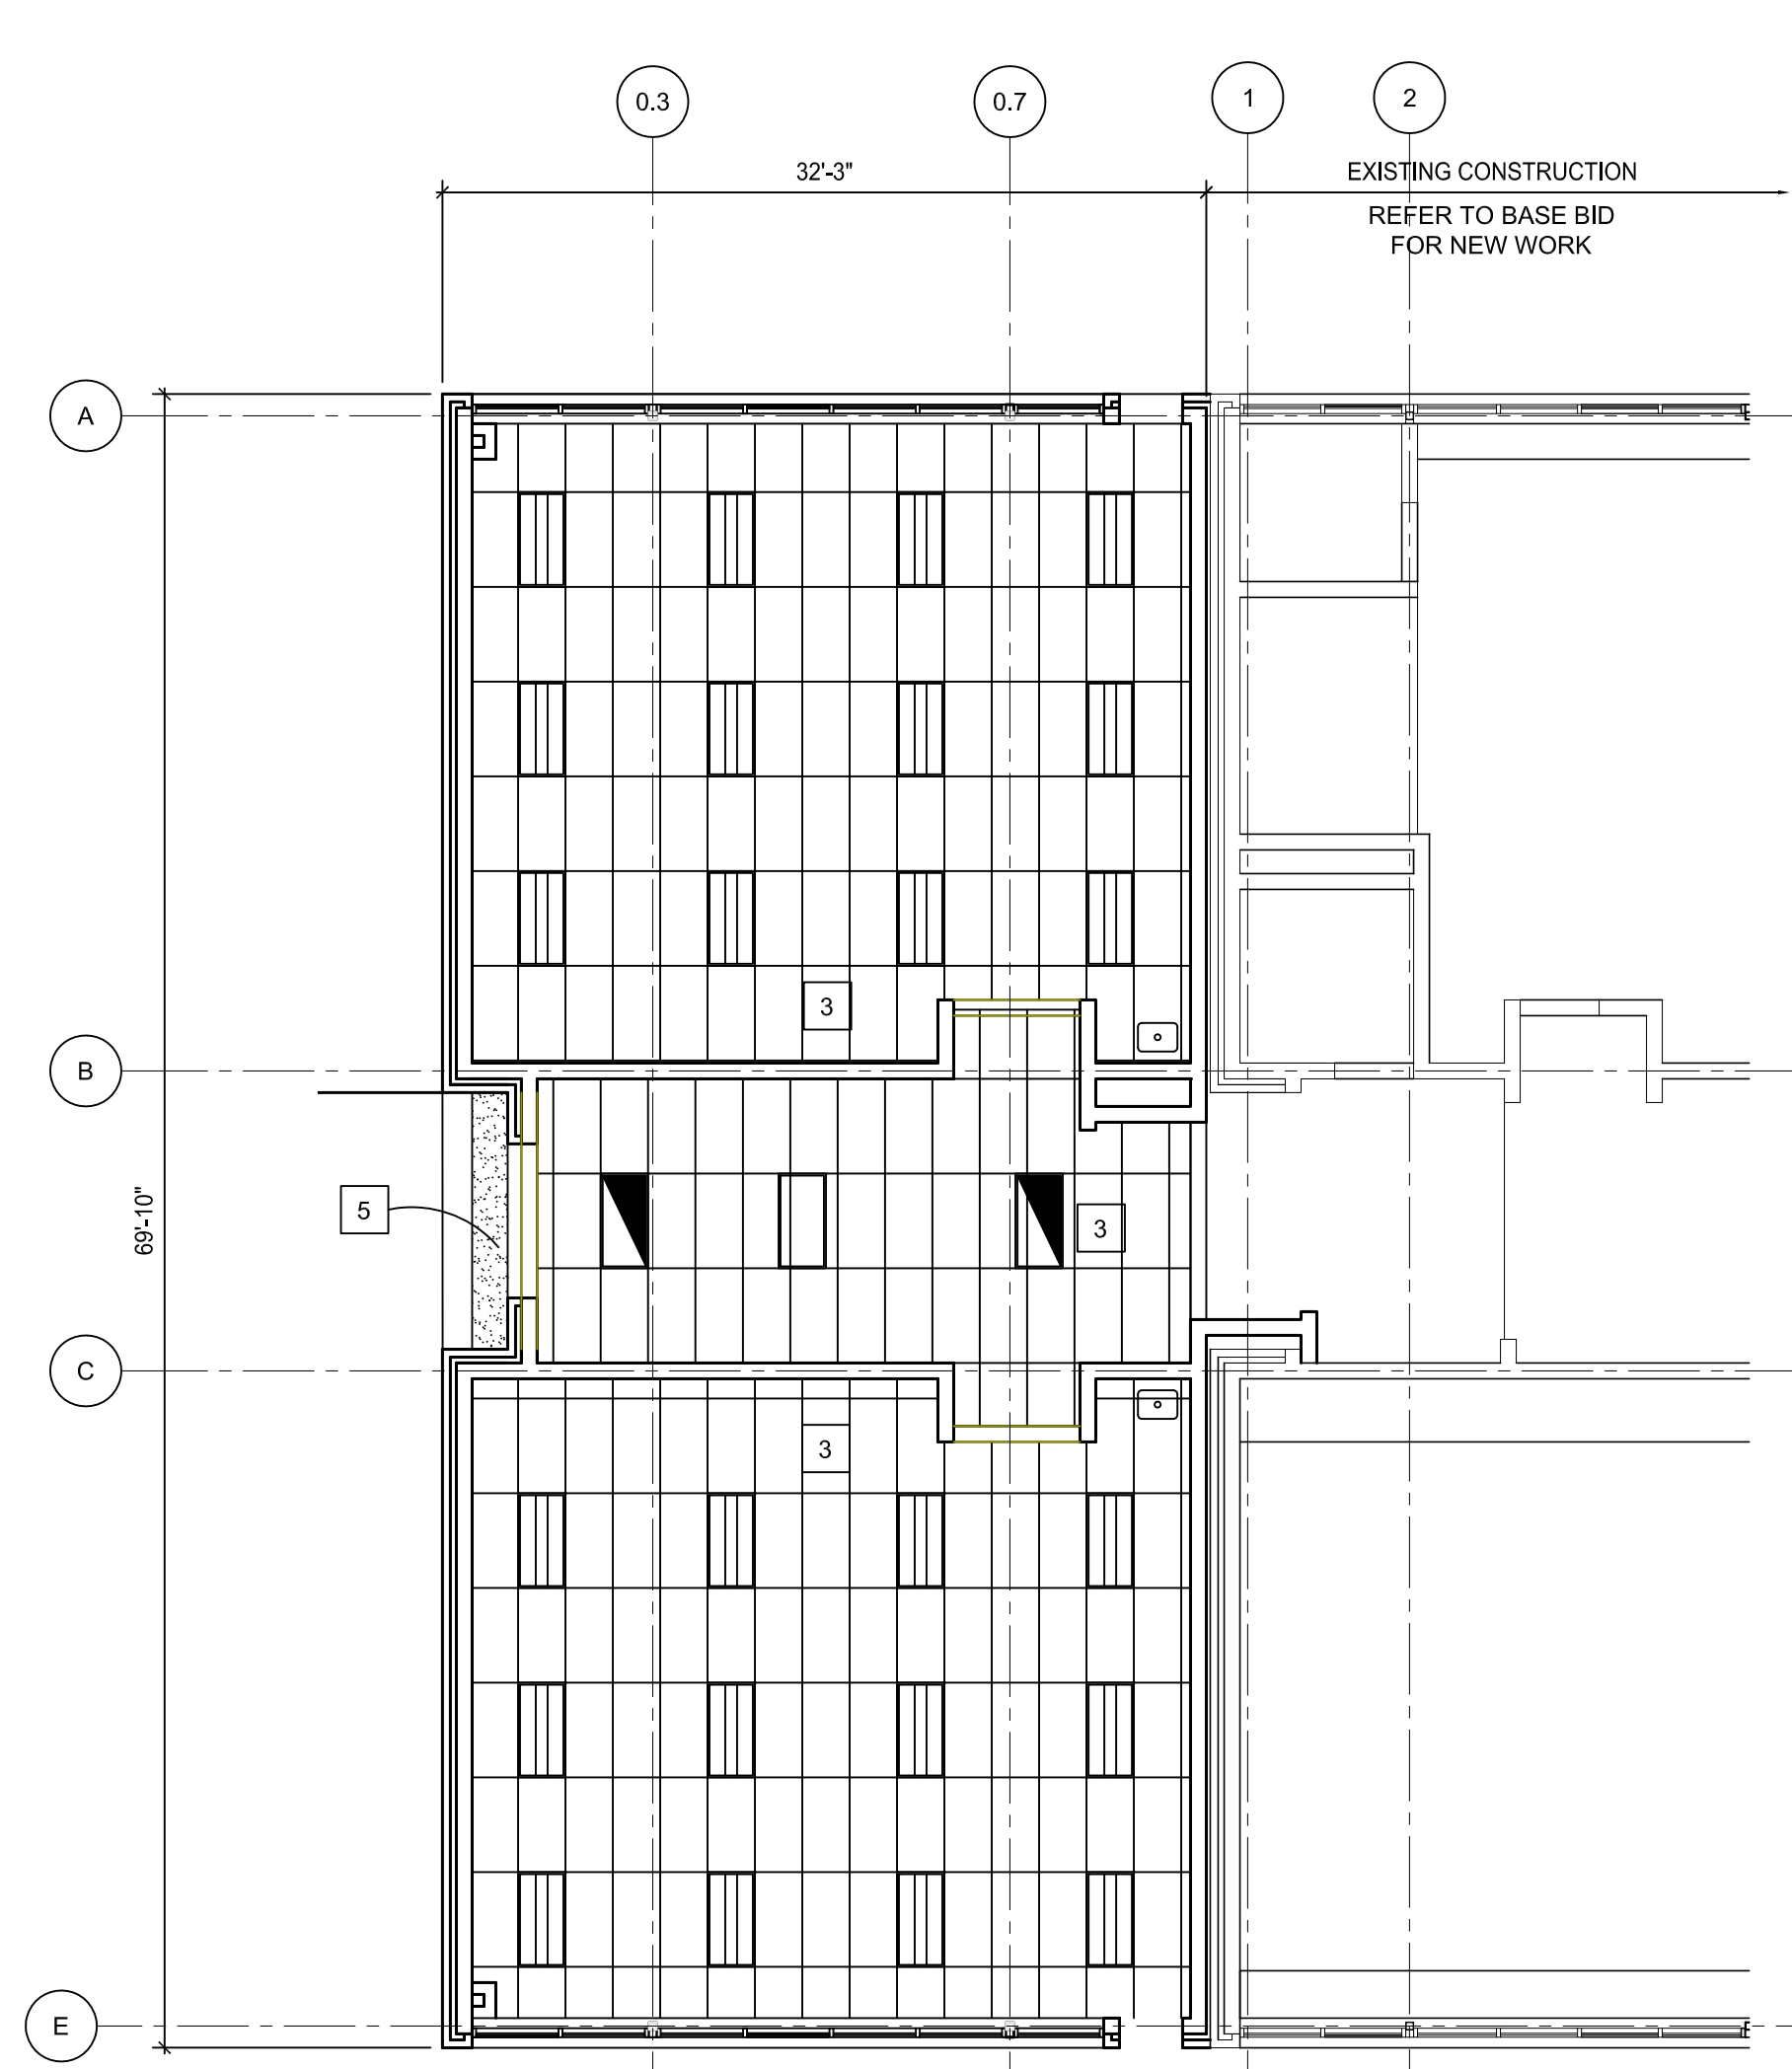 0.3
0.7
1
2
32'-3"
EXISTING CONSTRUCTION
REFER TO BASE BID
FOR NEW WORK
A
3
B
5
3
69'-10"
C
3
E